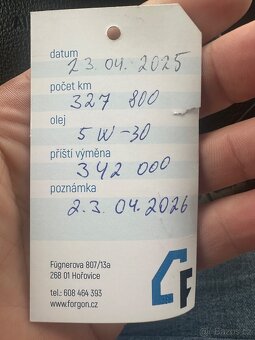 datum
23.04.2025
počet km
327 800
olej
5W-30
příští výměna
342 000
poznámka
23.04.2026
Fügnerova 807/13a
268 01 Hořovice
tel.: 608 464 393
www.forgon.cz